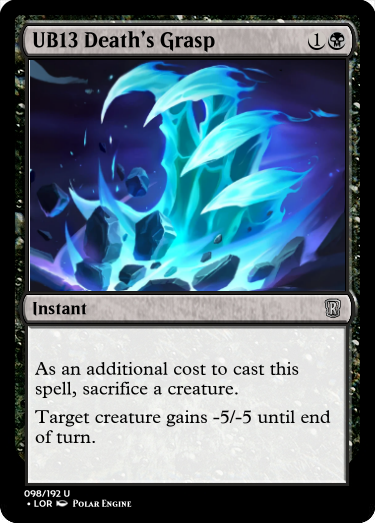 UB13 Death's Grasp 1
Instant R
As an additional cost to cast this
spell, sacrifice a creature.
Target creature gains -5/-5 until end
of turn.
098/192 U
• LOR Polar Engine